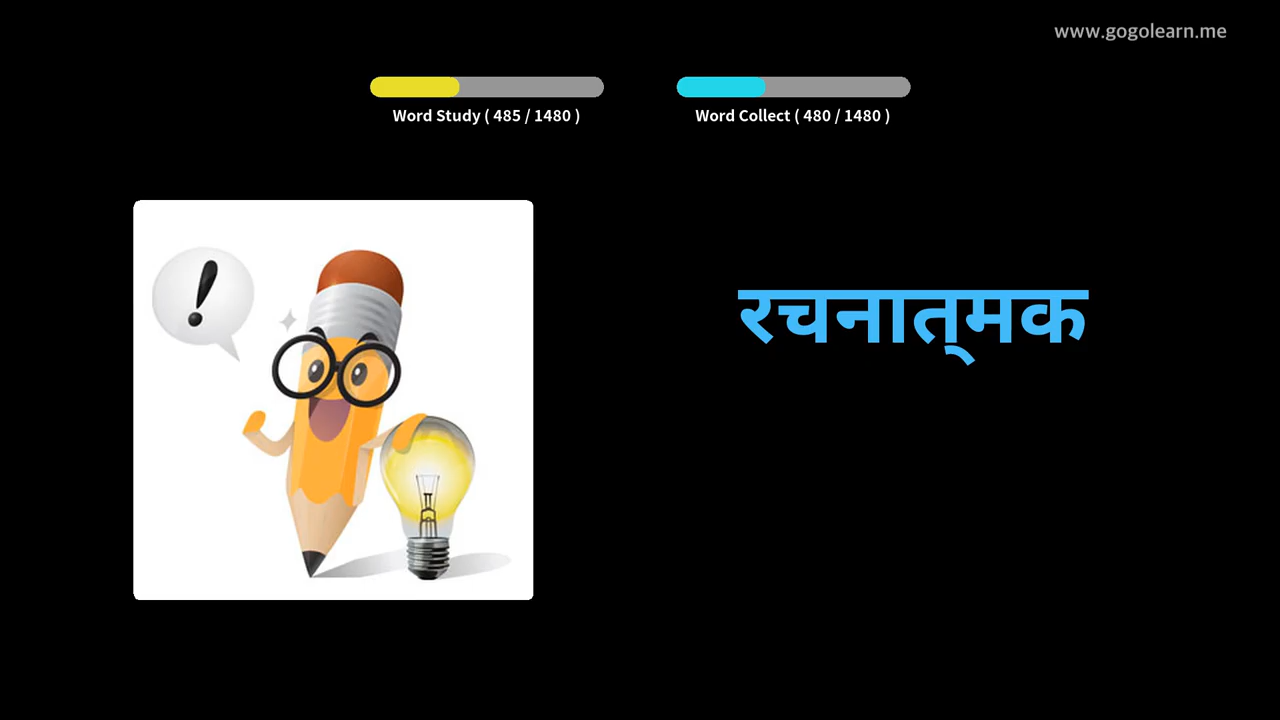 www.gogolearn.me
Word Study ( 485 / 1480 )
Word Collect ( 480 / 1480 )
!
रचनात्‌मक